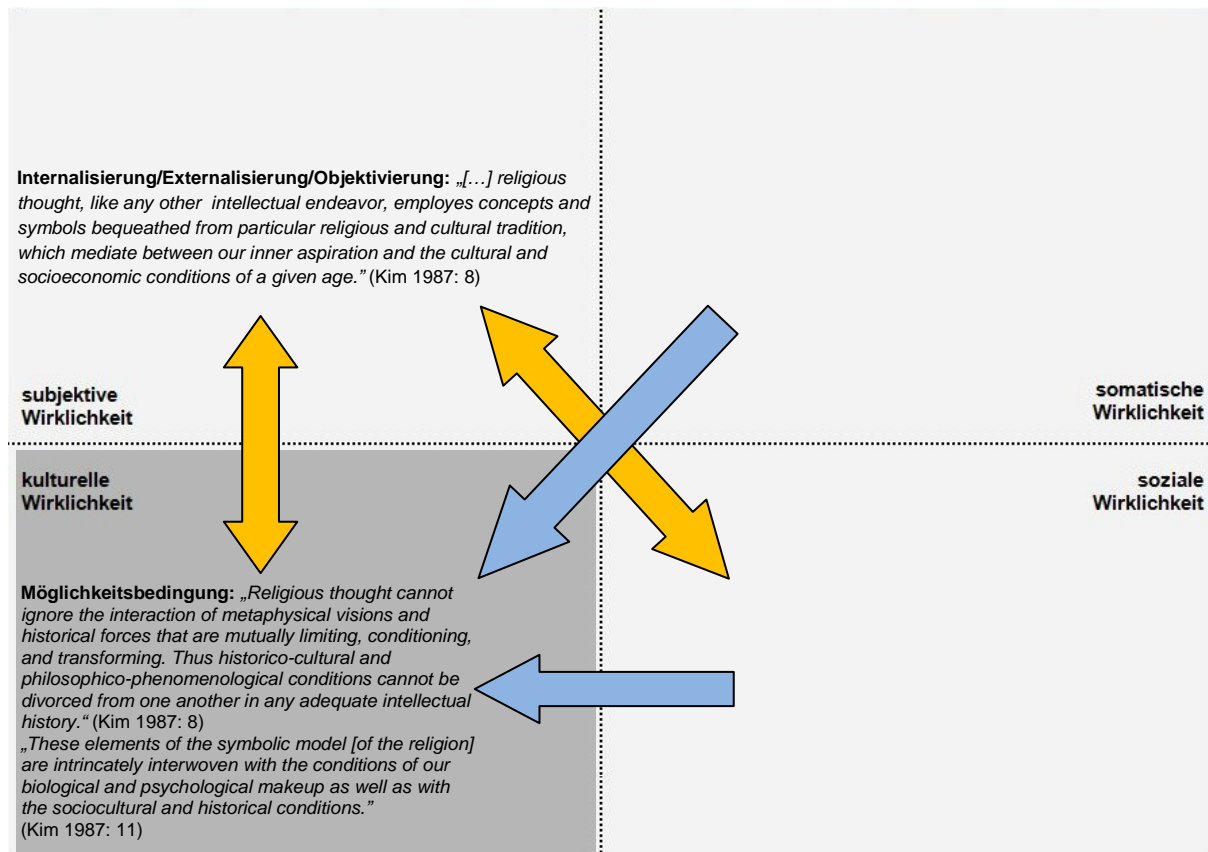 Internalisierung/Externalisierung/Objektivierung: „[…] religious
thought, like any other intellectual endeavor, employes concepts and
symbols bequeathed from particular religious and cultural tradition,
which mediate between our inner aspiration and the cultural and
socioeconomic conditions of a given age.” (Kim 1987: 8)
subjektive
Wirklichkeit
somatische
Wirklichkeit
kulturelle
Wirklichkeit
soziale
Wirklichkeit
Möglichkeitsbedingung: „Religious thought cannot
ignore the interaction of metaphysical visions and
historical forces that are mutually limiting, conditioning,
and transforming. Thus historico-cultural and
philosophico-phenomenological conditions cannot be
divorced from one another in any adequate intellectual
history.“ (Kim 1987: 8)
„These elements of the symbolic model [of the religion]
are intricately interwoven with the conditions of our
biological and psychological makeup as well as with
the sociocultural and historical conditions.”
(Kim 1987: 11)